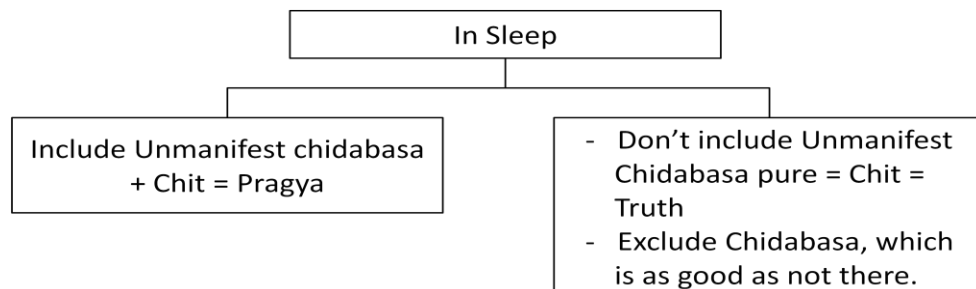 In Sleep
Include Unmanifest chidabasa
+ Chit = Pragya
- Don’t include Unmanifest
Chidabasa pure = Chit =
Truth
- Exclude Chidabasa, which
is as good as not there.